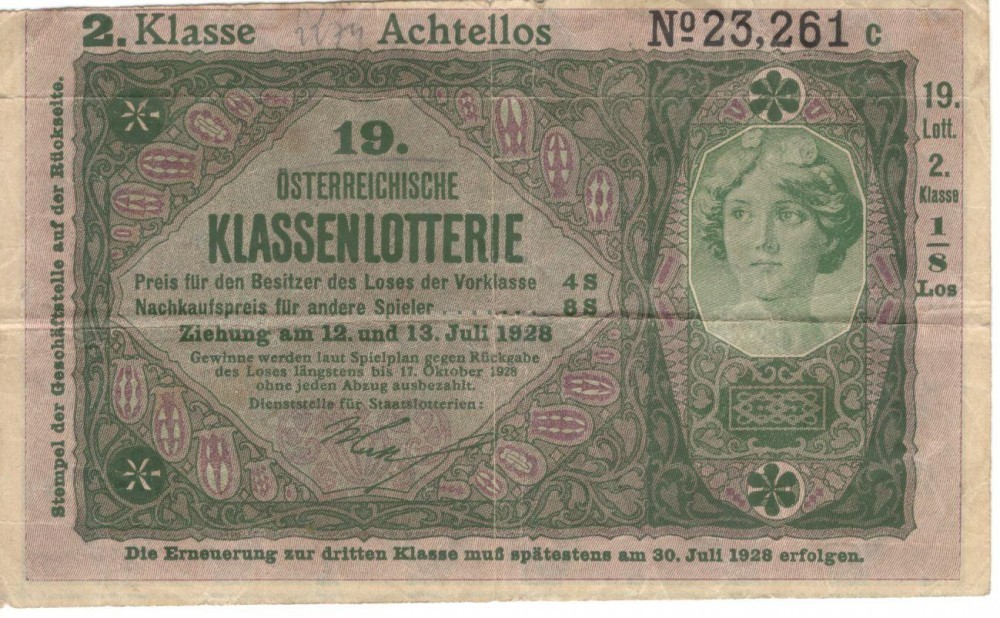 2. Klasse Achtellos № 23,261 c
19.
ÖSTERREICHISCHE
KLASSENLOTTERIE
Preis für den Besitzer des Loses der Vorklasse 4 S
Nachkaufspreis für andere Spieler ....... 8 S
Ziehung am 12. und 13. Juli 1928
Gewinne werden laut Spielplan gegen Rückgabe
des Loses längstens bis 17. Oktober 1928
ohne jeden Abzug ausbezahlt.
Dienststelle für Staatslotterien:
19.
Lott.
2.
Klasse
1/8
Los
Stempel der Geschäftstelle auf der Rückseite.
Die Erneuerung zur dritten Klasse muß spätestens am 30. Juli 1928 erfolgen.